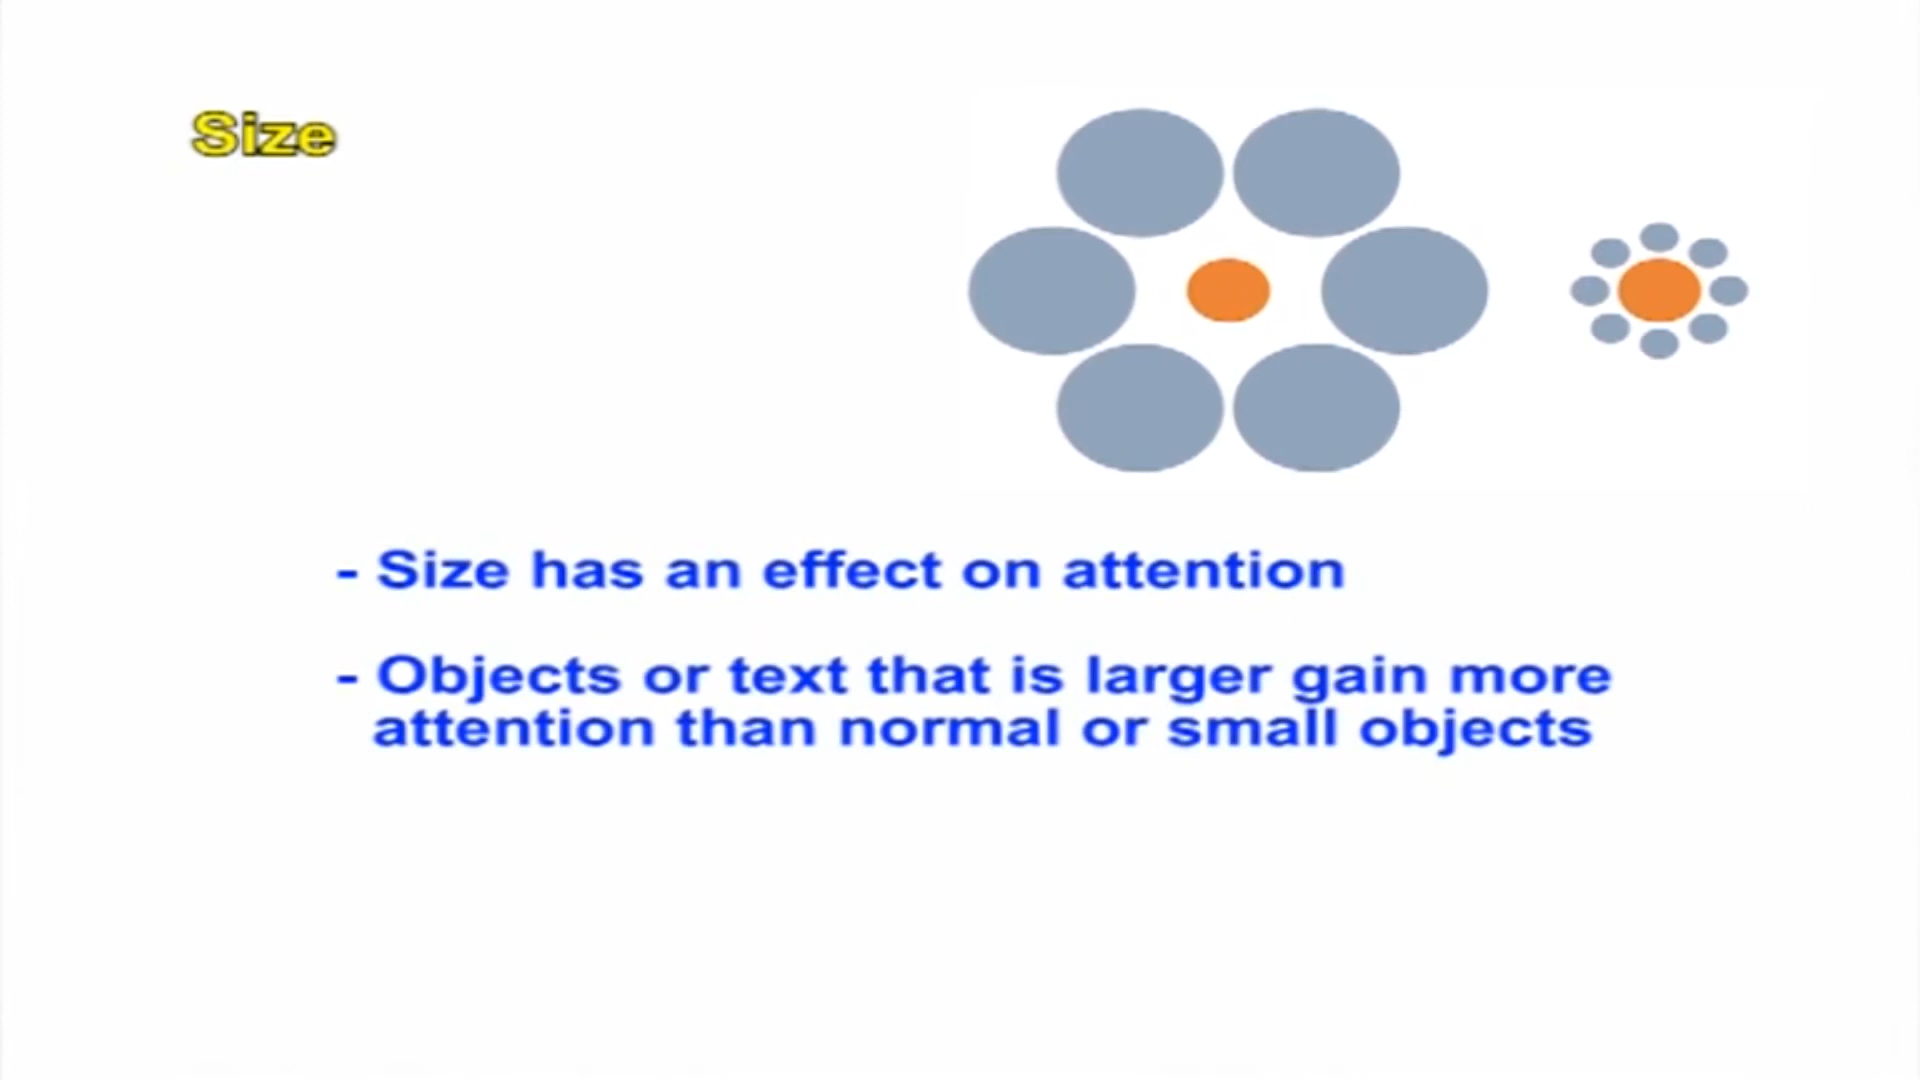 Size
- Size has an effect on attention
- Objects or text that is larger gain more
attention than normal or small objects